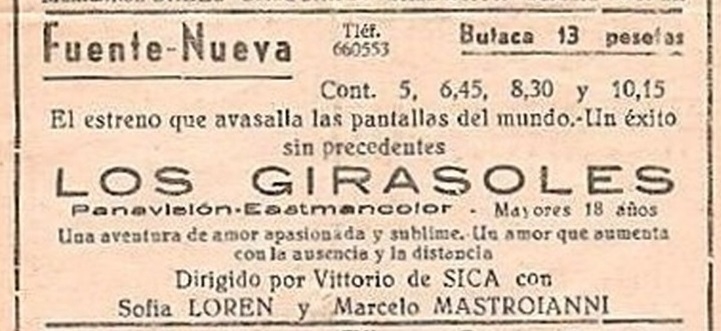 Fuente-Nueva Tléf. 660553 Butaca 13 pesetas
Cont. 5, 6,45, 8,30 y 10,15
El estreno que avasalla las pantallas del mundo.-Un éxito
sin precedentes
LOS GIRASOLES
Panavisión-Eastmancolor - Mayores 18 años
Una aventura de amor apasionada y sublime.-Un amor que aumenta
con la ausencia y la distancia
Dirigido por Vittorio de SICA con
Sofia LOREN y Marcelo MASTROIANNI